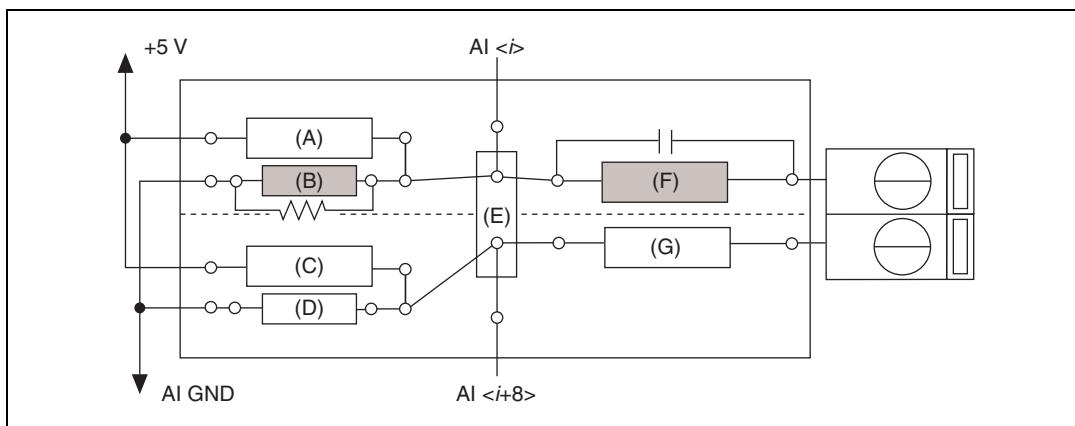 +5 V
AI <i>
(A)
(B)
(F)
(E)
(C)
(G)
(D)
AI GND
AI <i+8>